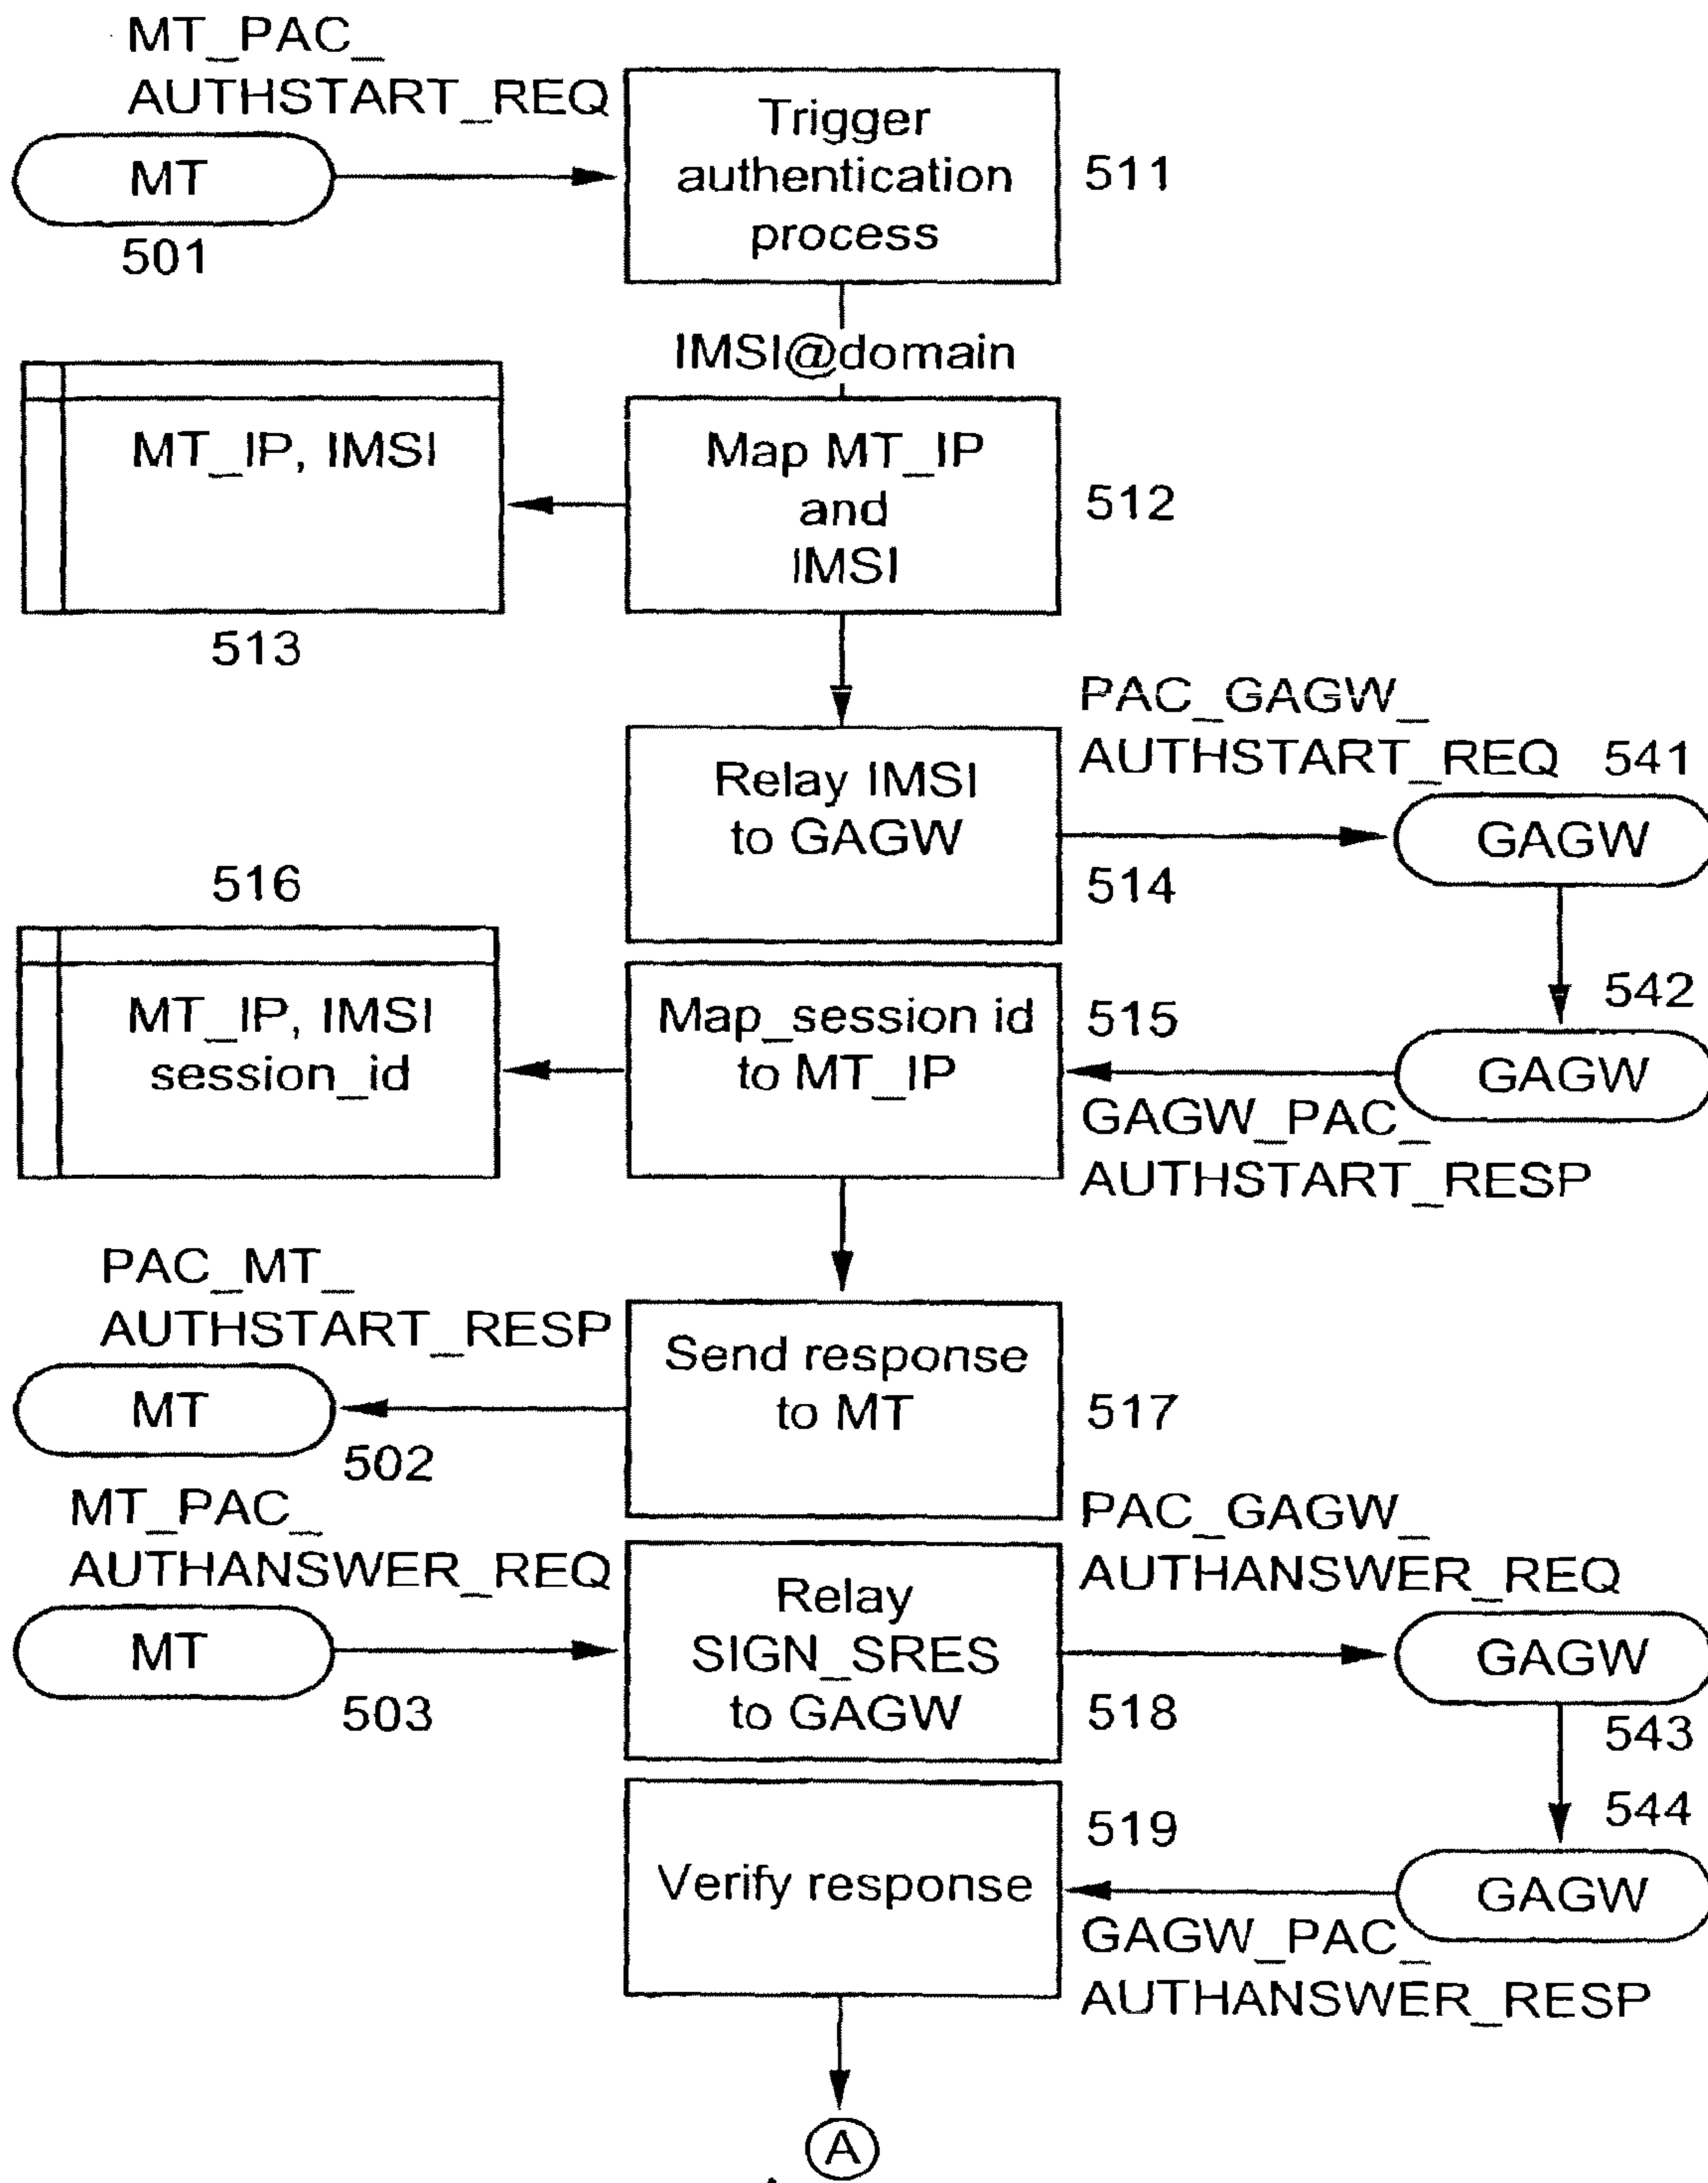 MT_PAC_
AUTHSTART_REQ
MT
501
Trigger
authentication
process
511
IMSI@domain
MT_IP, IMSI
513
Map MT_IP
and
IMSI
512
Relay IMSI
to GAGW
514
PAC_GAGW_
AUTHSTART_REQ
541
GAGW
516
MT_IP, IMSI
session_id
Map_session id
to MT_IP
515
542
GAGW
GAGW_PAC_
AUTHSTART_RESP
PAC_MT_
AUTHSTART_RESP
MT
502
Send response
to MT
517
MT_PAC_
AUTHANSWER_REQ
MT
503
Relay
SIGN_SRES
to GAGW
518
PAC_GAGW_
AUTHANSWER_REQ
GAGW
543
544
Verify response
519
GAGW
GAGW_PAC_
AUTHANSWER_RESP
A